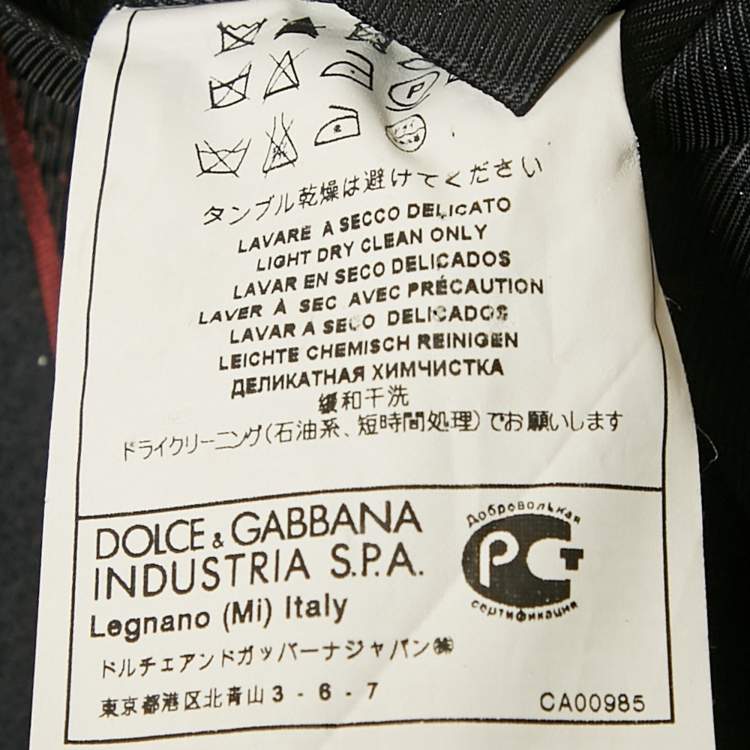 P
タンブル乾燥は避けてください
LAVARE A SECCO DELICATO
LIGHT DRY CLEAN ONLY
LAVAR EN SECO DELICADOS
LAVER À SEC AVEC PRÉCAUTION
LAVAR A SECO DELICADOS
LEICHTE CHEMISCH REINIGEN
ДЕЛИКАТНАЯ ХИМЧИСТКА
缓和干洗
ドライクリーニング(石油系、短時間処理)でお願いします
DOLCE & GABBANA
INDUSTRIA S.P.A.
Legnano (Mi) Italy
Добровольная
РСТ
сертификация
ドルチェアンドガッバーナジャパン㈱
東京都港区北青山3-6-7
CA00985